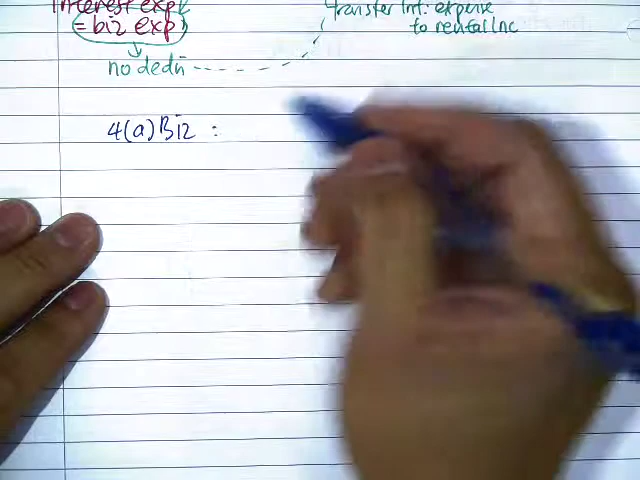 Interest exp
transfer int: expense
(= biz exp)
to rental Inc
no dedn
4(a) Biz :